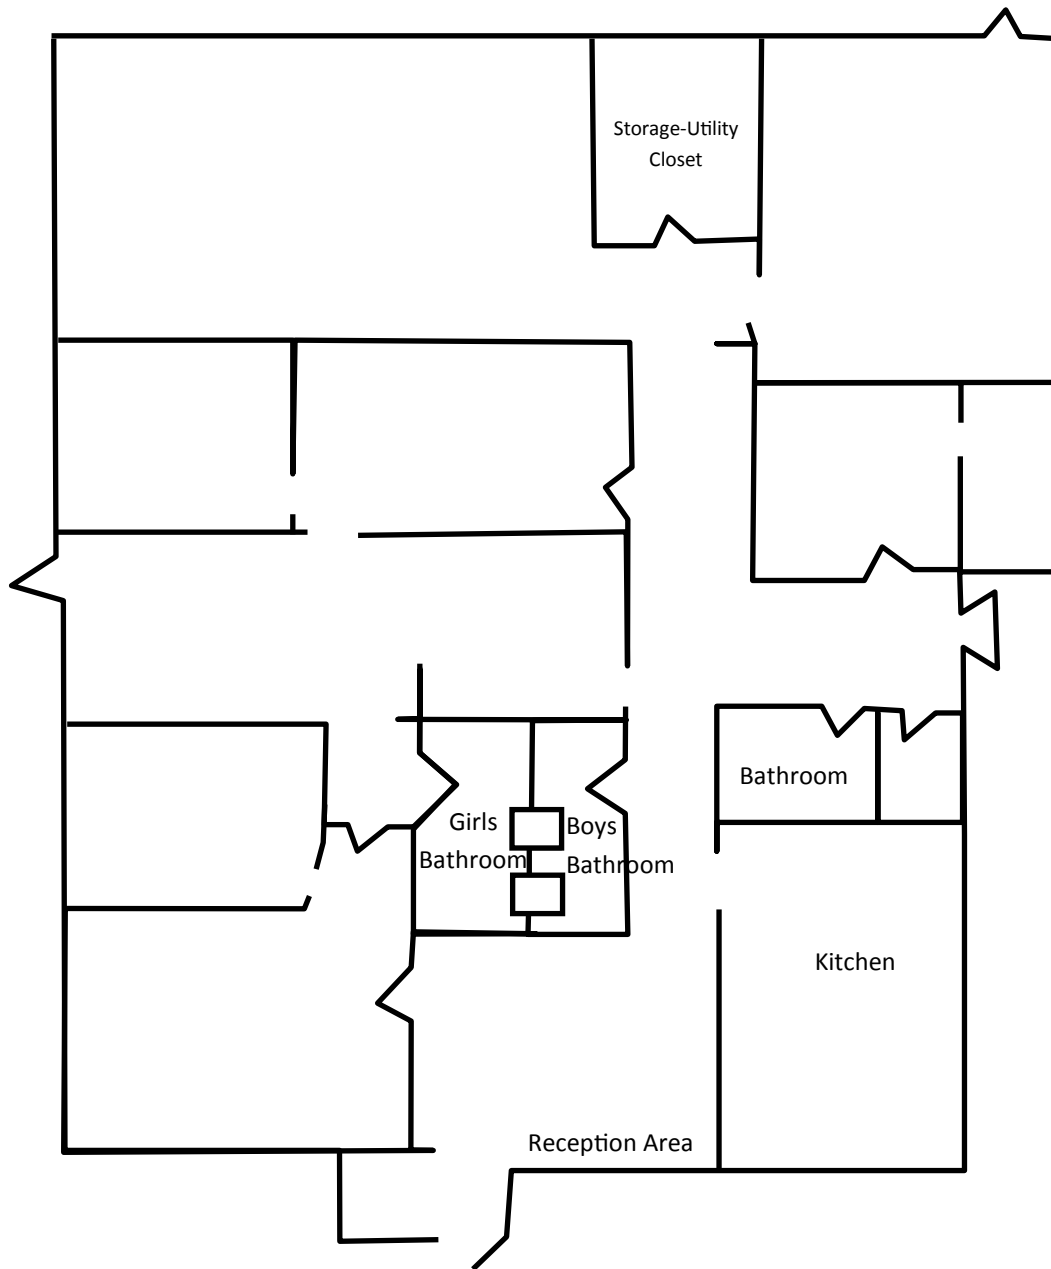 Storage-Utility
Closet
Bathroom
Girls
Bathroom
Boys
Bathroom
Kitchen
Reception Area